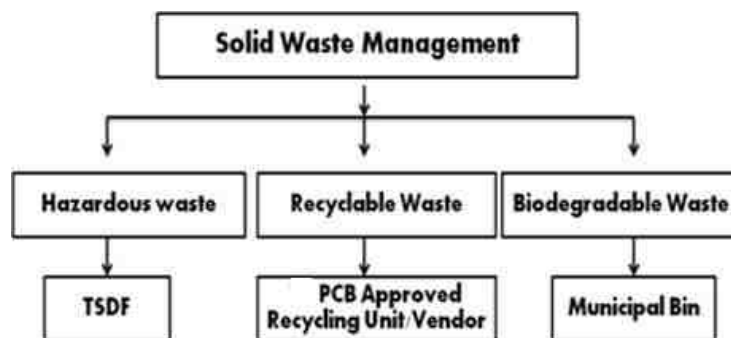 Solid Waste Management
Hazardous waste
Recyclable Waste
Biodegradable Waste
TSDF
PCB Approved
Recycling Unit/Vendor
Municipal Bin